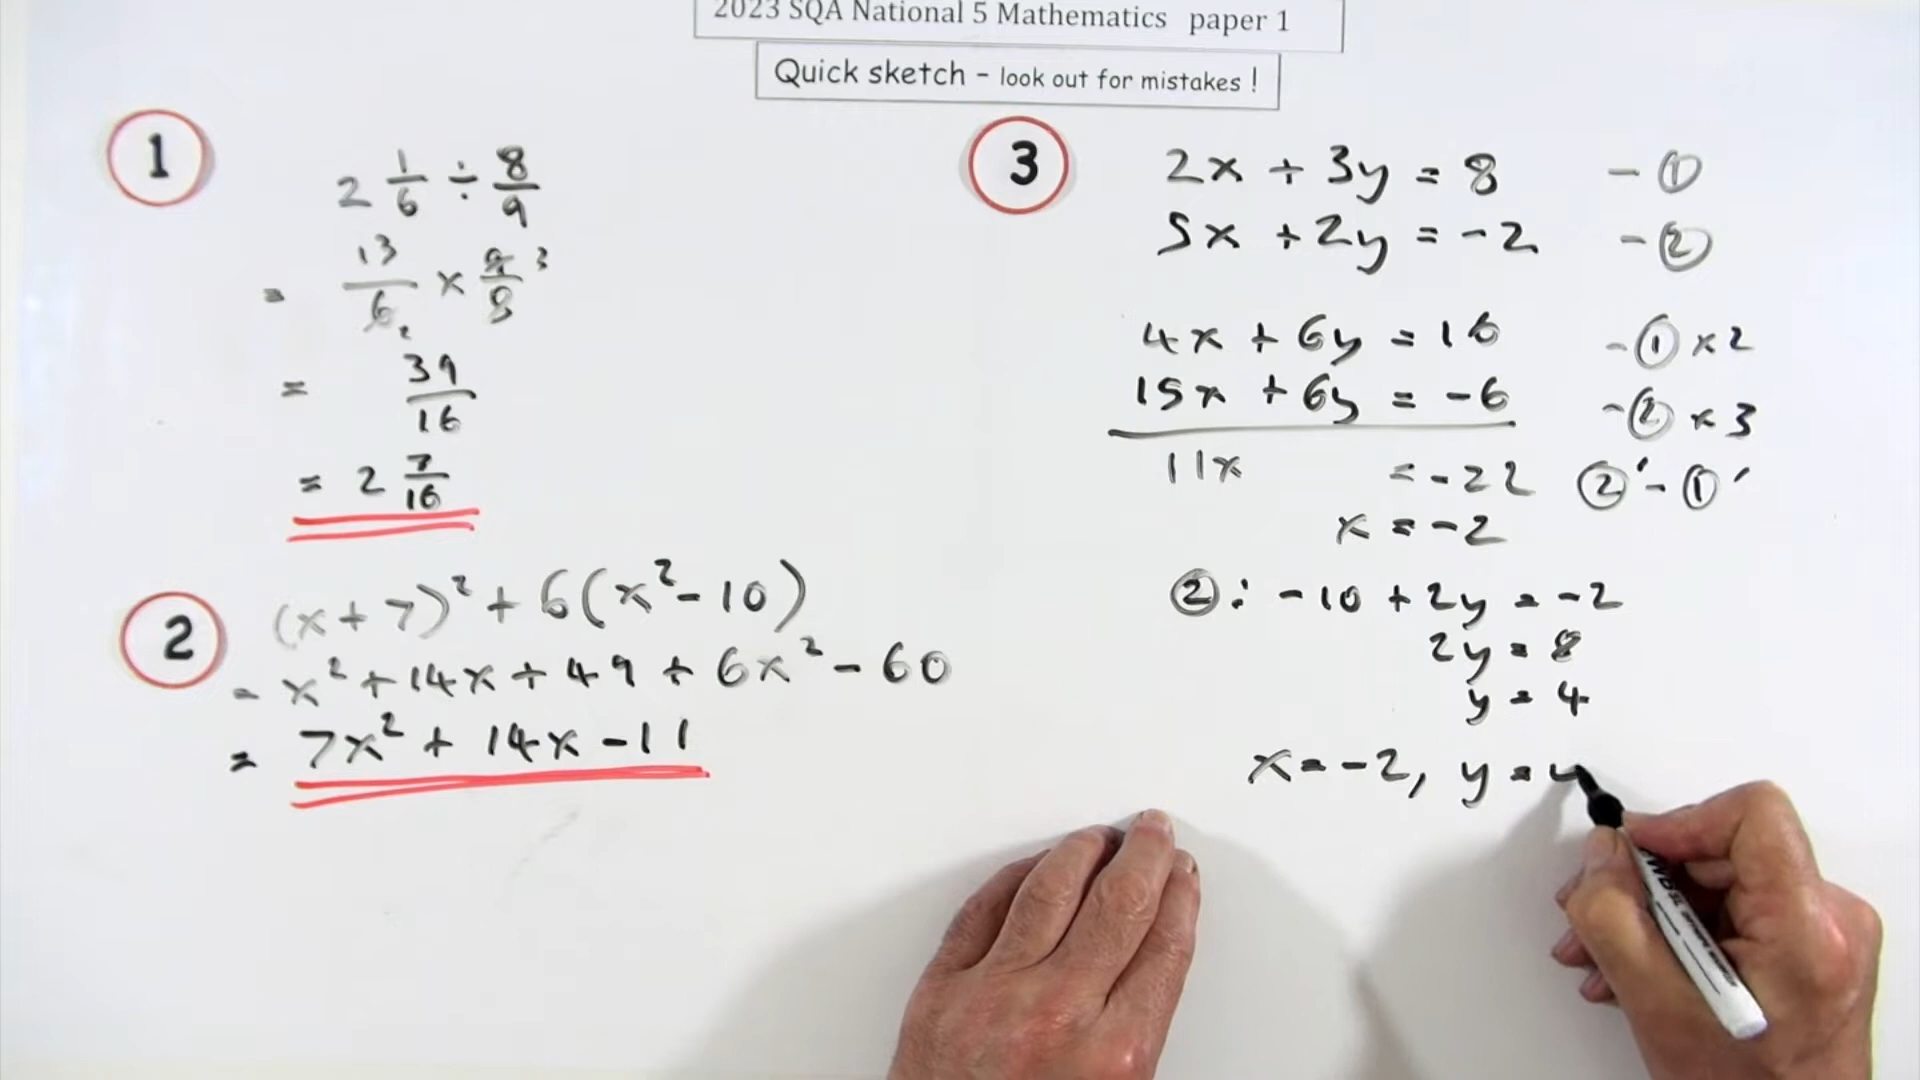 2023 SQA National 5 Mathematics paper 1
Quick sketch - look out for mistakes !
1
2 1/6 ÷ 8/9
= 13/6 2 × 9/8 3
= 39/16
= 2 7/16
2
(x + 7)² + 6(x² - 10)
= x² + 14x + 49 + 6x² - 60
= 7x² + 14x - 11
3
2x + 3y = 8 - ①
5x + 2y = -2 - ②
4x + 6y = 16 - ① × 2
15x + 6y = -6 - ② × 3
11x = -22 ②' - ①'
x = -2
②: -10 + 2y = -2
2y = 8
y = 4
x = -2, y = 4